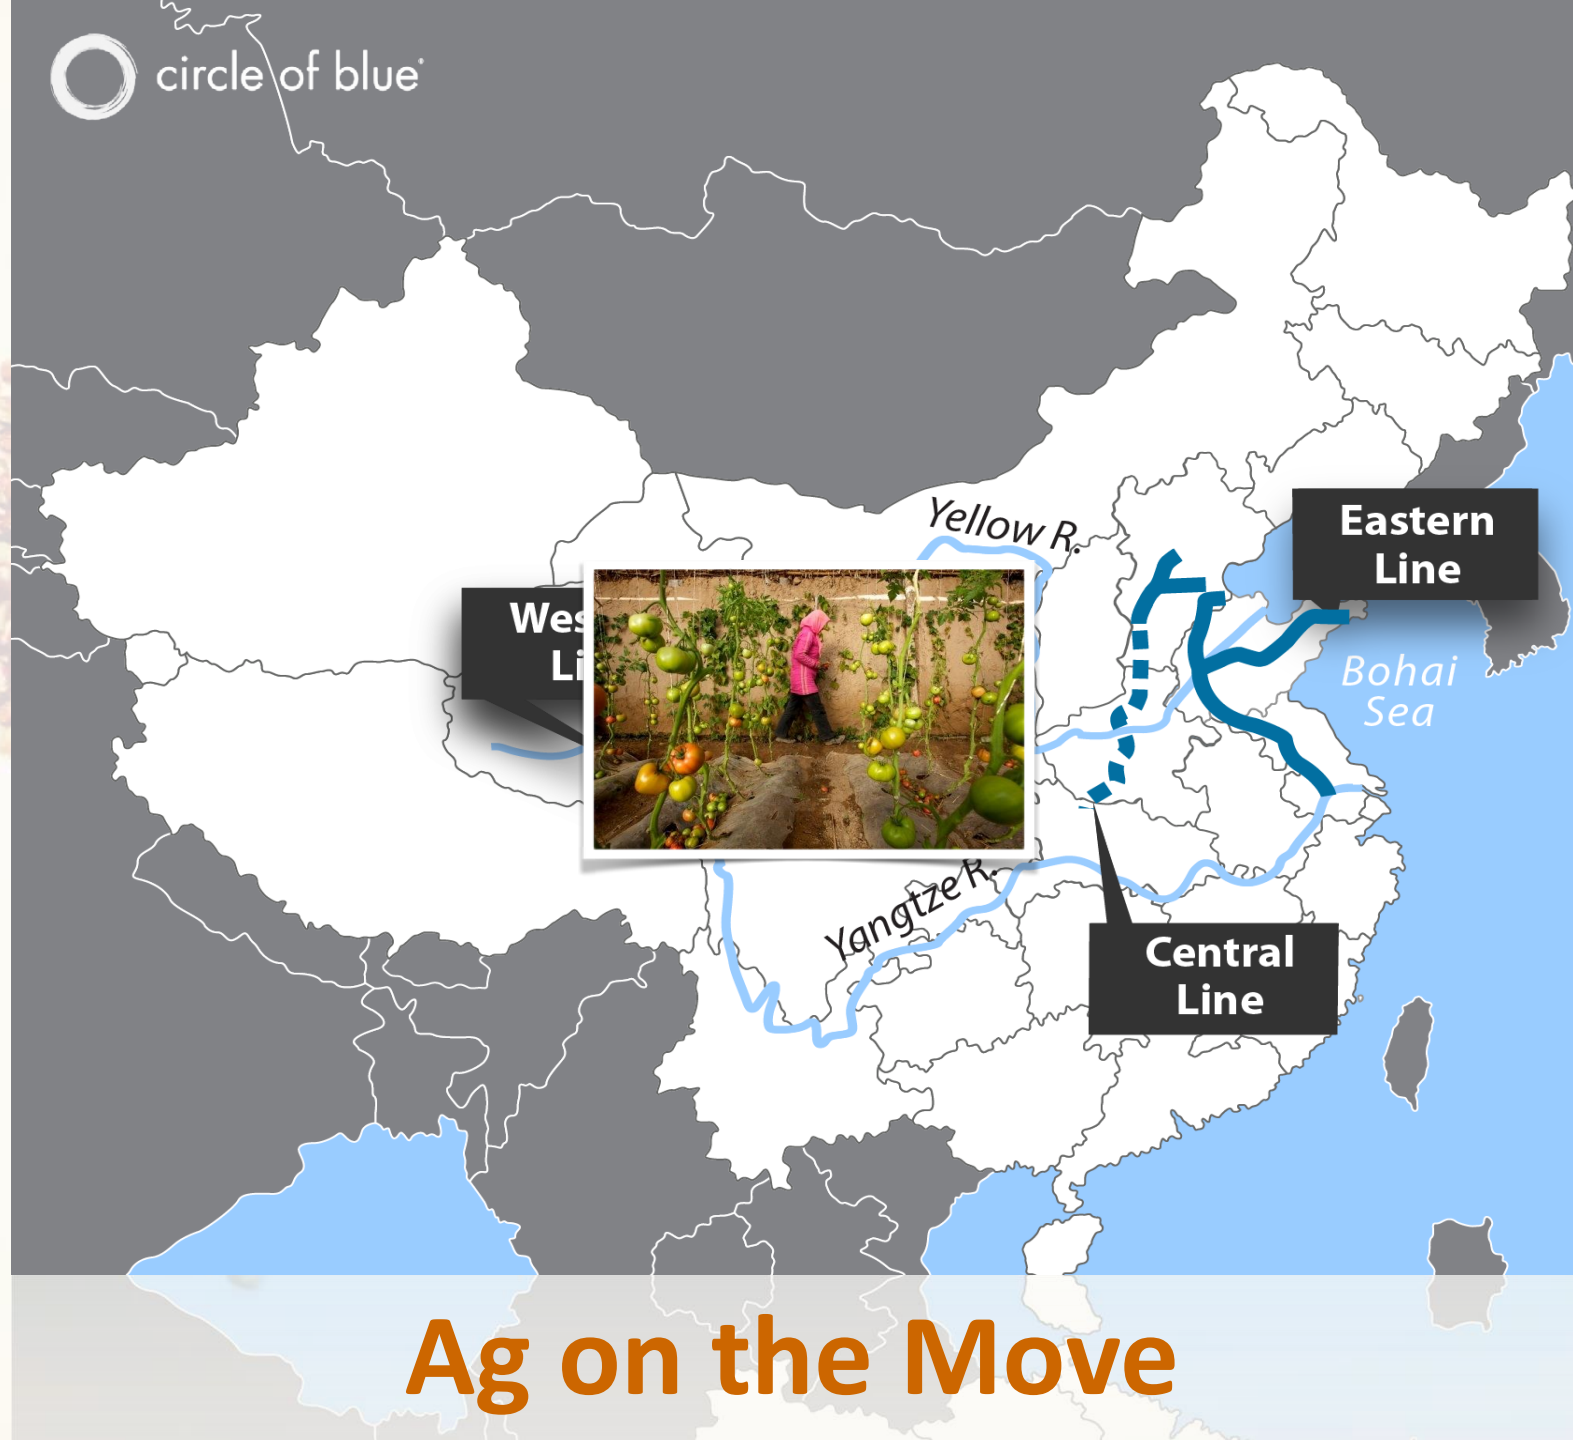 circle of blue
Yellow R.
Eastern
Line
Bohai
Sea
Yangtze R.
Central
Line
Ag on the Move